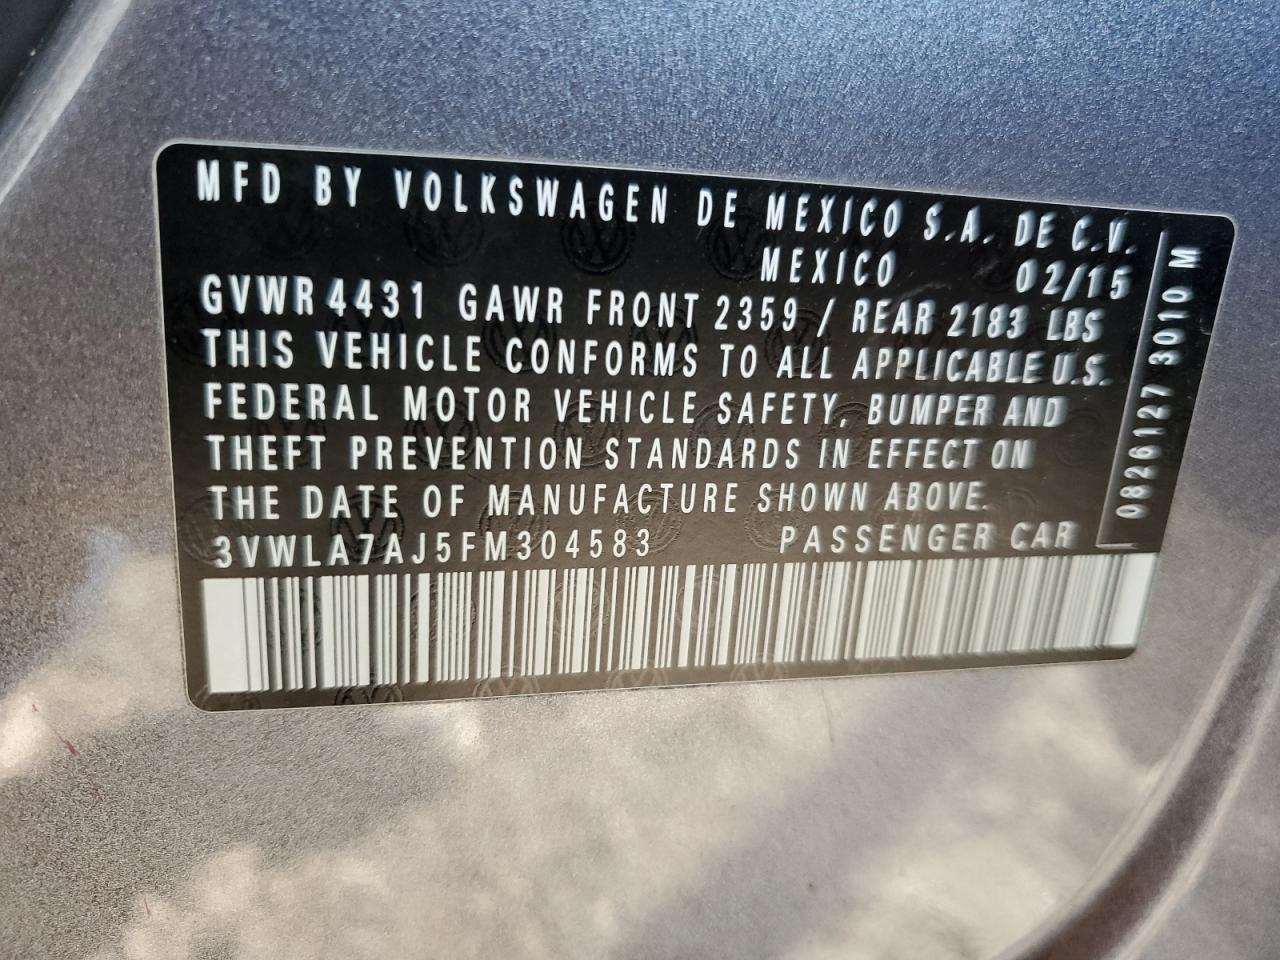 MFD BY VOLKSWAGEN DE MEXICO S.A. DE C.V.
MEXICO 02/15
GVWR 4431 GAWR FRONT 2359 / REAR 2183 LBS
THIS VEHICLE CONFORMS TO ALL APPLICABLE U.S.
FEDERAL MOTOR VEHICLE SAFETY, BUMPER AND
THEFT PREVENTION STANDARDS IN EFFECT ON
THE DATE OF MANUFACTURE SHOWN ABOVE.
3VWLA7AJ5FM304583 PASSENGER CAR
0826127 3010 M